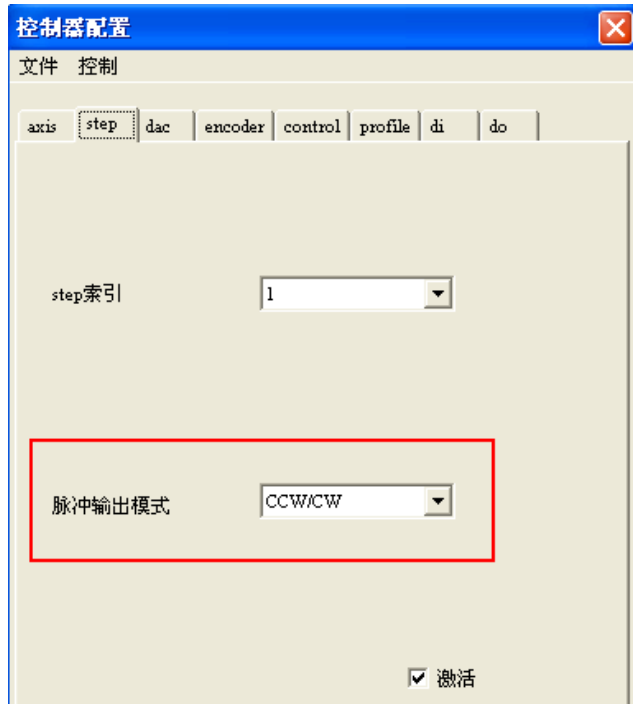 控制器配置
文件 控制
axis step dac encoder control profile di do
step索引 1
脉冲输出模式 CCW/CW
激活